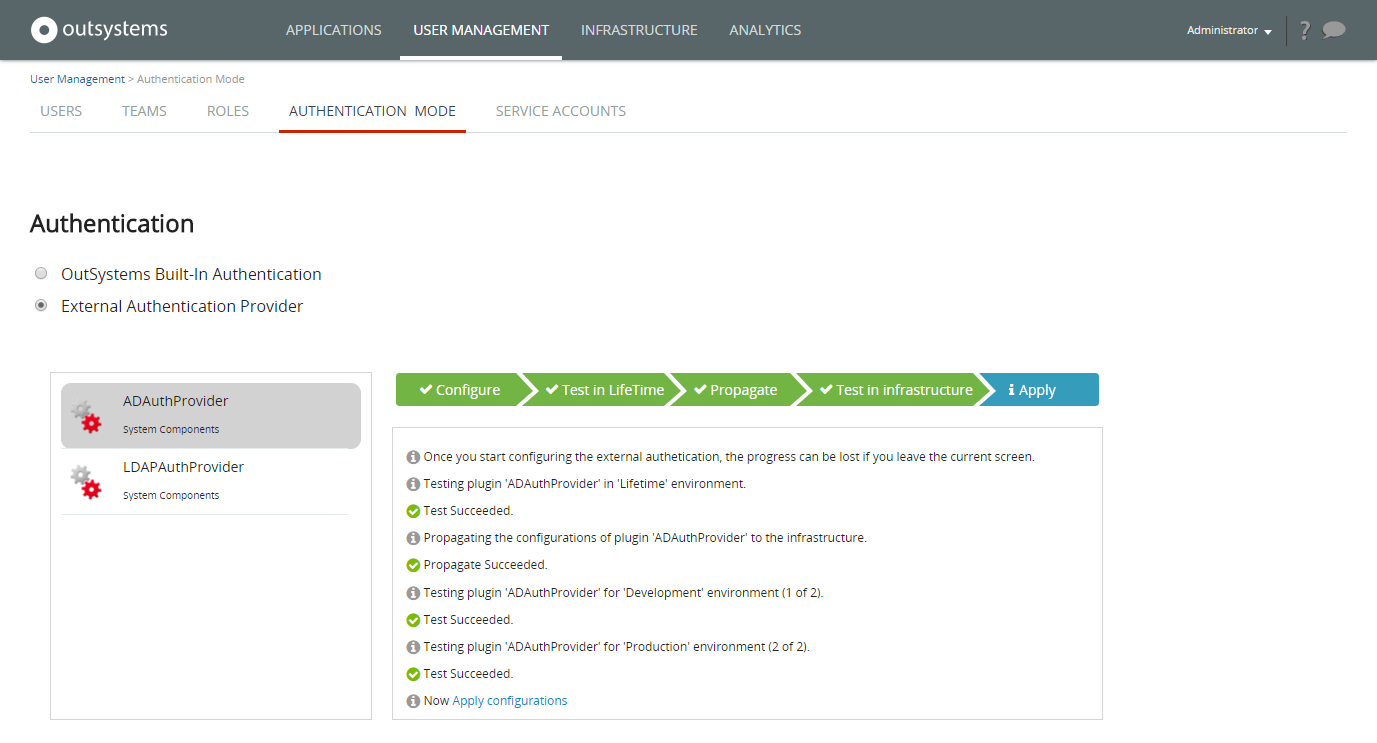 outsystems APPLICATIONS USER MANAGEMENT INFRASTRUCTURE ANALYTICS Administrator ?
User Management > Authentication Mode
USERS TEAMS ROLES AUTHENTICATION MODE SERVICE ACCOUNTS
Authentication
OutSystems Built-In Authentication
External Authentication Provider
ADAuthProvider
System Components
LDAPAuthProvider
System Components
Configure Test in LifeTime Propagate Test in infrastructure i Apply
Once you start configuring the external authetication, the progress can be lost if you leave the current screen.
Testing plugin 'ADAuthProvider' in 'Lifetime' environment.
Test Succeeded.
Propagating the configurations of plugin 'ADAuthProvider' to the infrastructure.
Propagate Succeeded.
Testing plugin 'ADAuthProvider' for 'Development' environment (1 of 2).
Test Succeeded.
Testing plugin 'ADAuthProvider' for 'Production' environment (2 of 2).
Test Succeeded.
Now Apply configurations